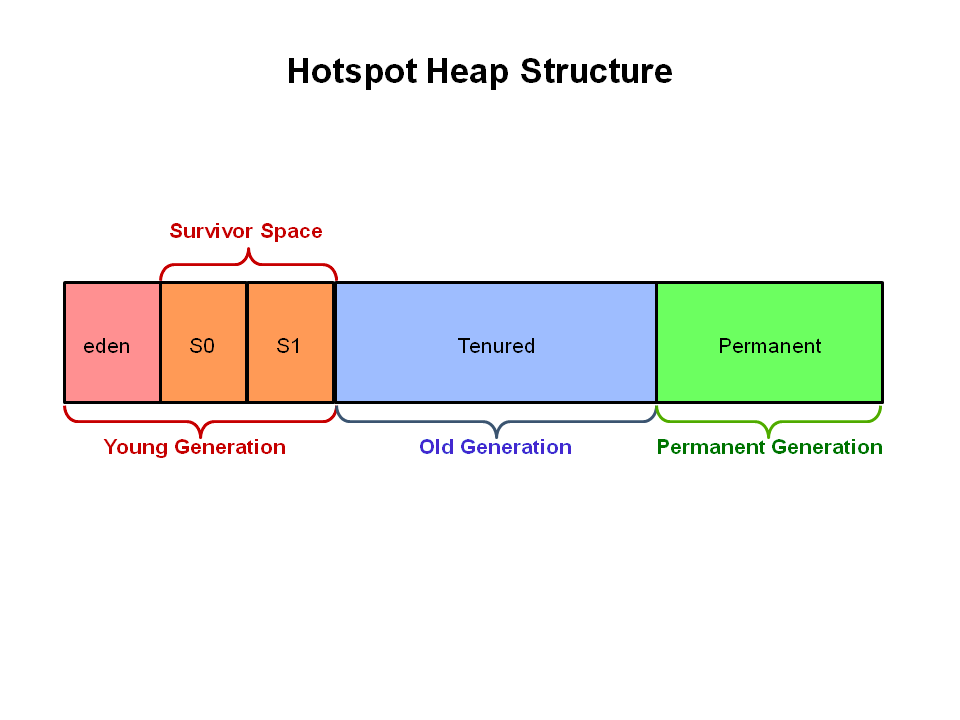 Hotspot Heap Structure
Survivor Space
eden
S0
S1
Tenured
Permanent
Young Generation
Old Generation
Permanent Generation